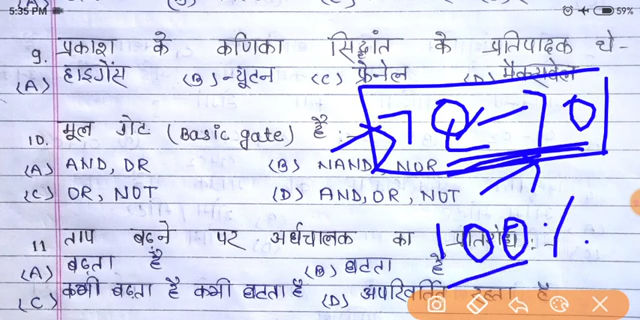 5:35 PM 59%
9. प्रकाश के कणिका सिद्धांत के प्रतिपादक थे -
(A) हाइगेंस (B) न्यूटन (C) फ्रेनेल (D) मैक्सवेल
10. मूल गेट (Basic gate) है :-
(A) AND, OR (B) NAND, NOR
(C) OR, NOT (D) AND, OR, NOT
100%.
11 ताप बढ़ने पर अर्धचालक का प्रतिरोध :-
(A) बढ़ता है (B) घटता है
(C) कभी बढ़ता है कभी घटता है (D) अपरिवर्तित रहता है